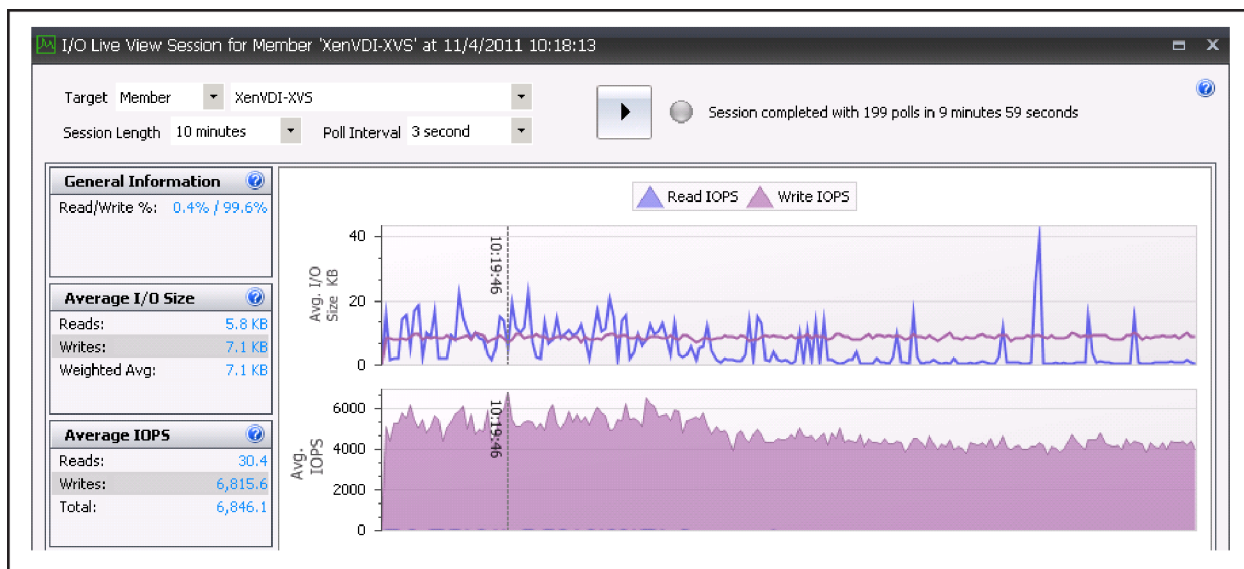 I/O Live View Session for Member 'XenVDI-XVS' at 11/4/2011 10:18:13
Target Member XenVDI-XVS
Session Length 10 minutes Poll Interval 3 second
Session completed with 199 polls in 9 minutes 59 seconds
General Information
Read/Write %: 0.4% / 99.6%
Average I/O Size
Reads: 5.8 KB
Writes: 7.1 KB
Weighted Avg: 7.1 KB
Average IOPS
Reads: 30.4
Writes: 6,815.6
Total: 6,846.1
Read IOPS Write IOPS
Avg. I/O
Size KB
40
20
0
10:19:46
Avg.
IOPS
6000
4000
2000
0
10:19:46